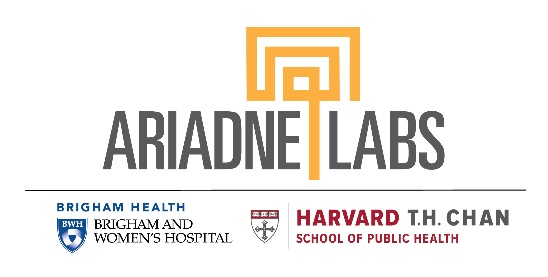 ARIADNE LABS
BRIGHAM HEALTH
BWH
BRIGHAM AND
WOMEN'S HOSPITAL
HARVARD T.H. CHAN
SCHOOL OF PUBLIC HEALTH